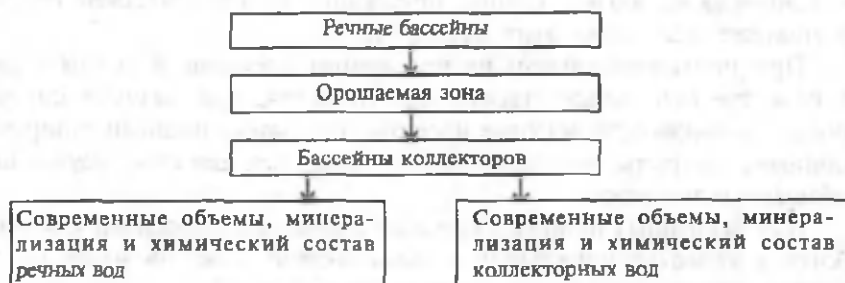 Речные бассейны
Орошаемая зона
Бассейны коллекторов
Современные объемы, минера-
лизация и химический состав
речных вод
Современные объемы, минера-
лизация и химический состав
коллекторных вод